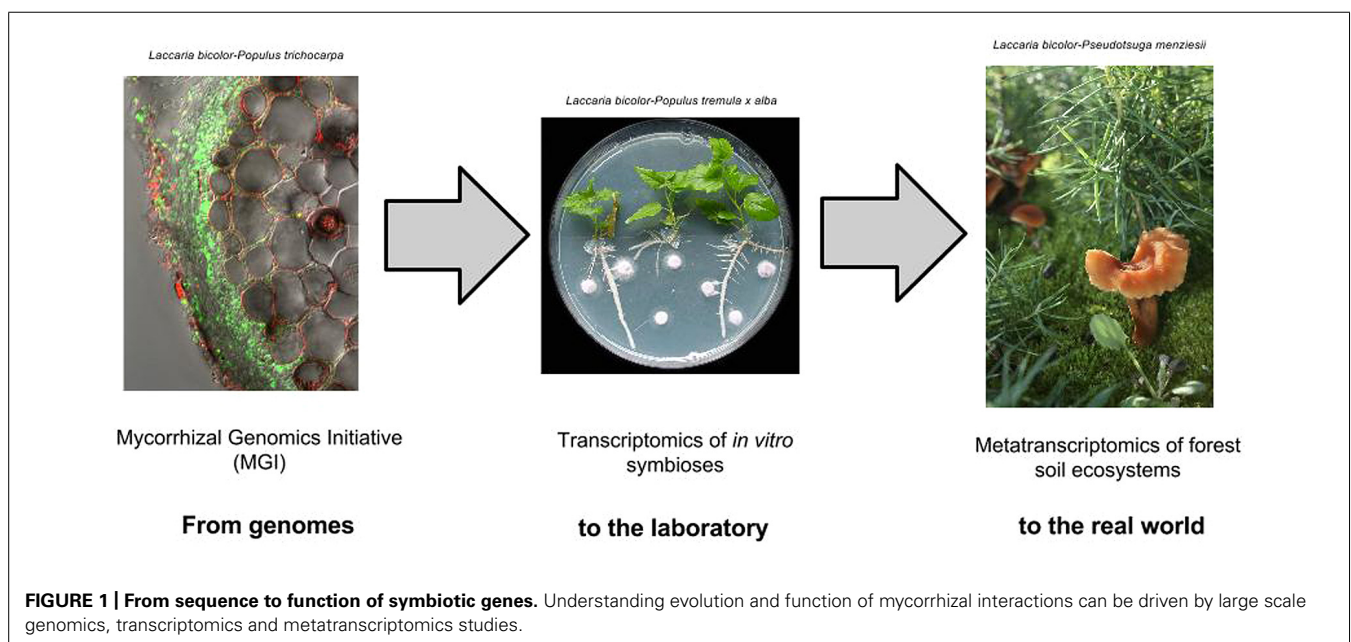 Laccaria bicolor-Populus trichocarpa
Laccaria bicolor-Populus tremula x alba
Laccaria bicolor-Pseudotsuga menziesii
Mycorrhizal Genomics Initiative
(MGI)
Transcriptomics of in vitro
symbioses
Metatranscriptomics of forest
soil ecosystems
From genomes
to the laboratory
to the real world
FIGURE 1 | From sequence to function of symbiotic genes. Understanding evolution and function of mycorrhizal interactions can be driven by large scale
genomics, transcriptomics and metatranscriptomics studies.